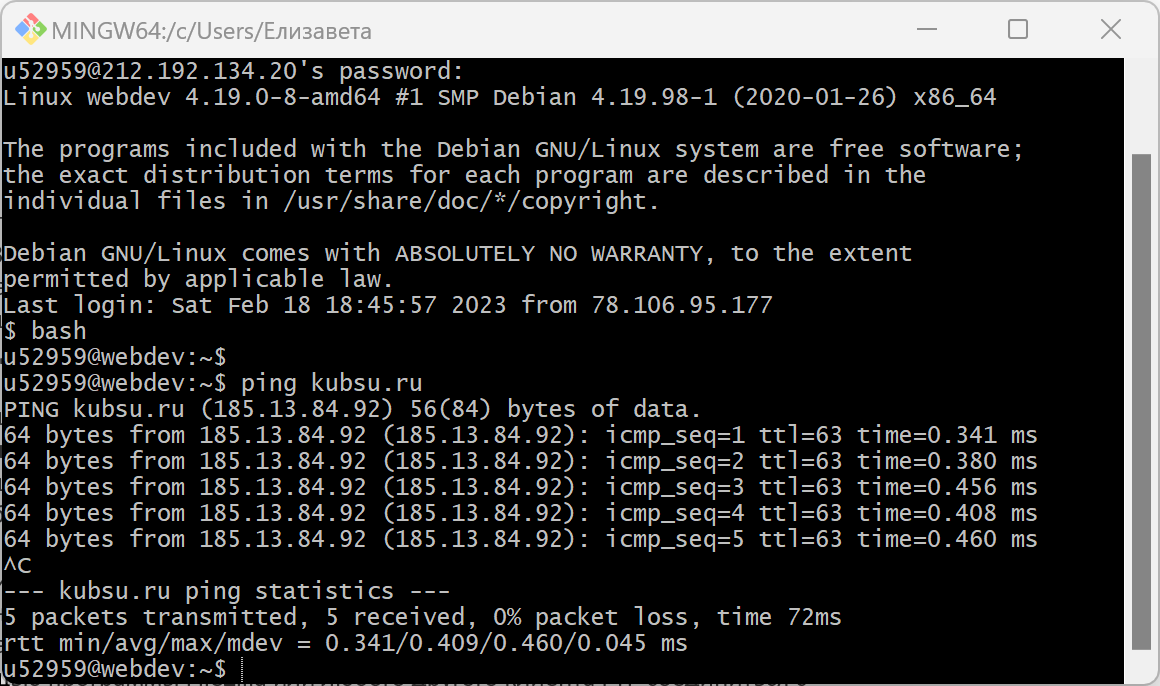 MINGW64:/c/Users/Елизавета
u52959@212.192.134.20's password:
Linux webdev 4.19.0-8-amd64 #1 SMP Debian 4.19.98-1 (2020-01-26) x86_64
The programs included with the Debian GNU/Linux system are free software;
the exact distribution terms for each program are described in the
individual files in /usr/share/doc/*/copyright.
Debian GNU/Linux comes with ABSOLUTELY NO WARRANTY, to the extent
permitted by applicable law.
Last login: Sat Feb 18 18:45:57 2023 from 78.106.95.177
$ bash
u52959@webdev:~$
u52959@webdev:~$ ping kubsu.ru
PING kubsu.ru (185.13.84.92) 56(84) bytes of data.
64 bytes from 185.13.84.92 (185.13.84.92): icmp_seq=1 ttl=63 time=0.341 ms
64 bytes from 185.13.84.92 (185.13.84.92): icmp_seq=2 ttl=63 time=0.380 ms
64 bytes from 185.13.84.92 (185.13.84.92): icmp_seq=3 ttl=63 time=0.456 ms
64 bytes from 185.13.84.92 (185.13.84.92): icmp_seq=4 ttl=63 time=0.408 ms
64 bytes from 185.13.84.92 (185.13.84.92): icmp_seq=5 ttl=63 time=0.460 ms
^C
--- kubsu.ru ping statistics ---
5 packets transmitted, 5 received, 0% packet loss, time 72ms
rtt min/avg/max/mdev = 0.341/0.409/0.460/0.045 ms
u52959@webdev:~$